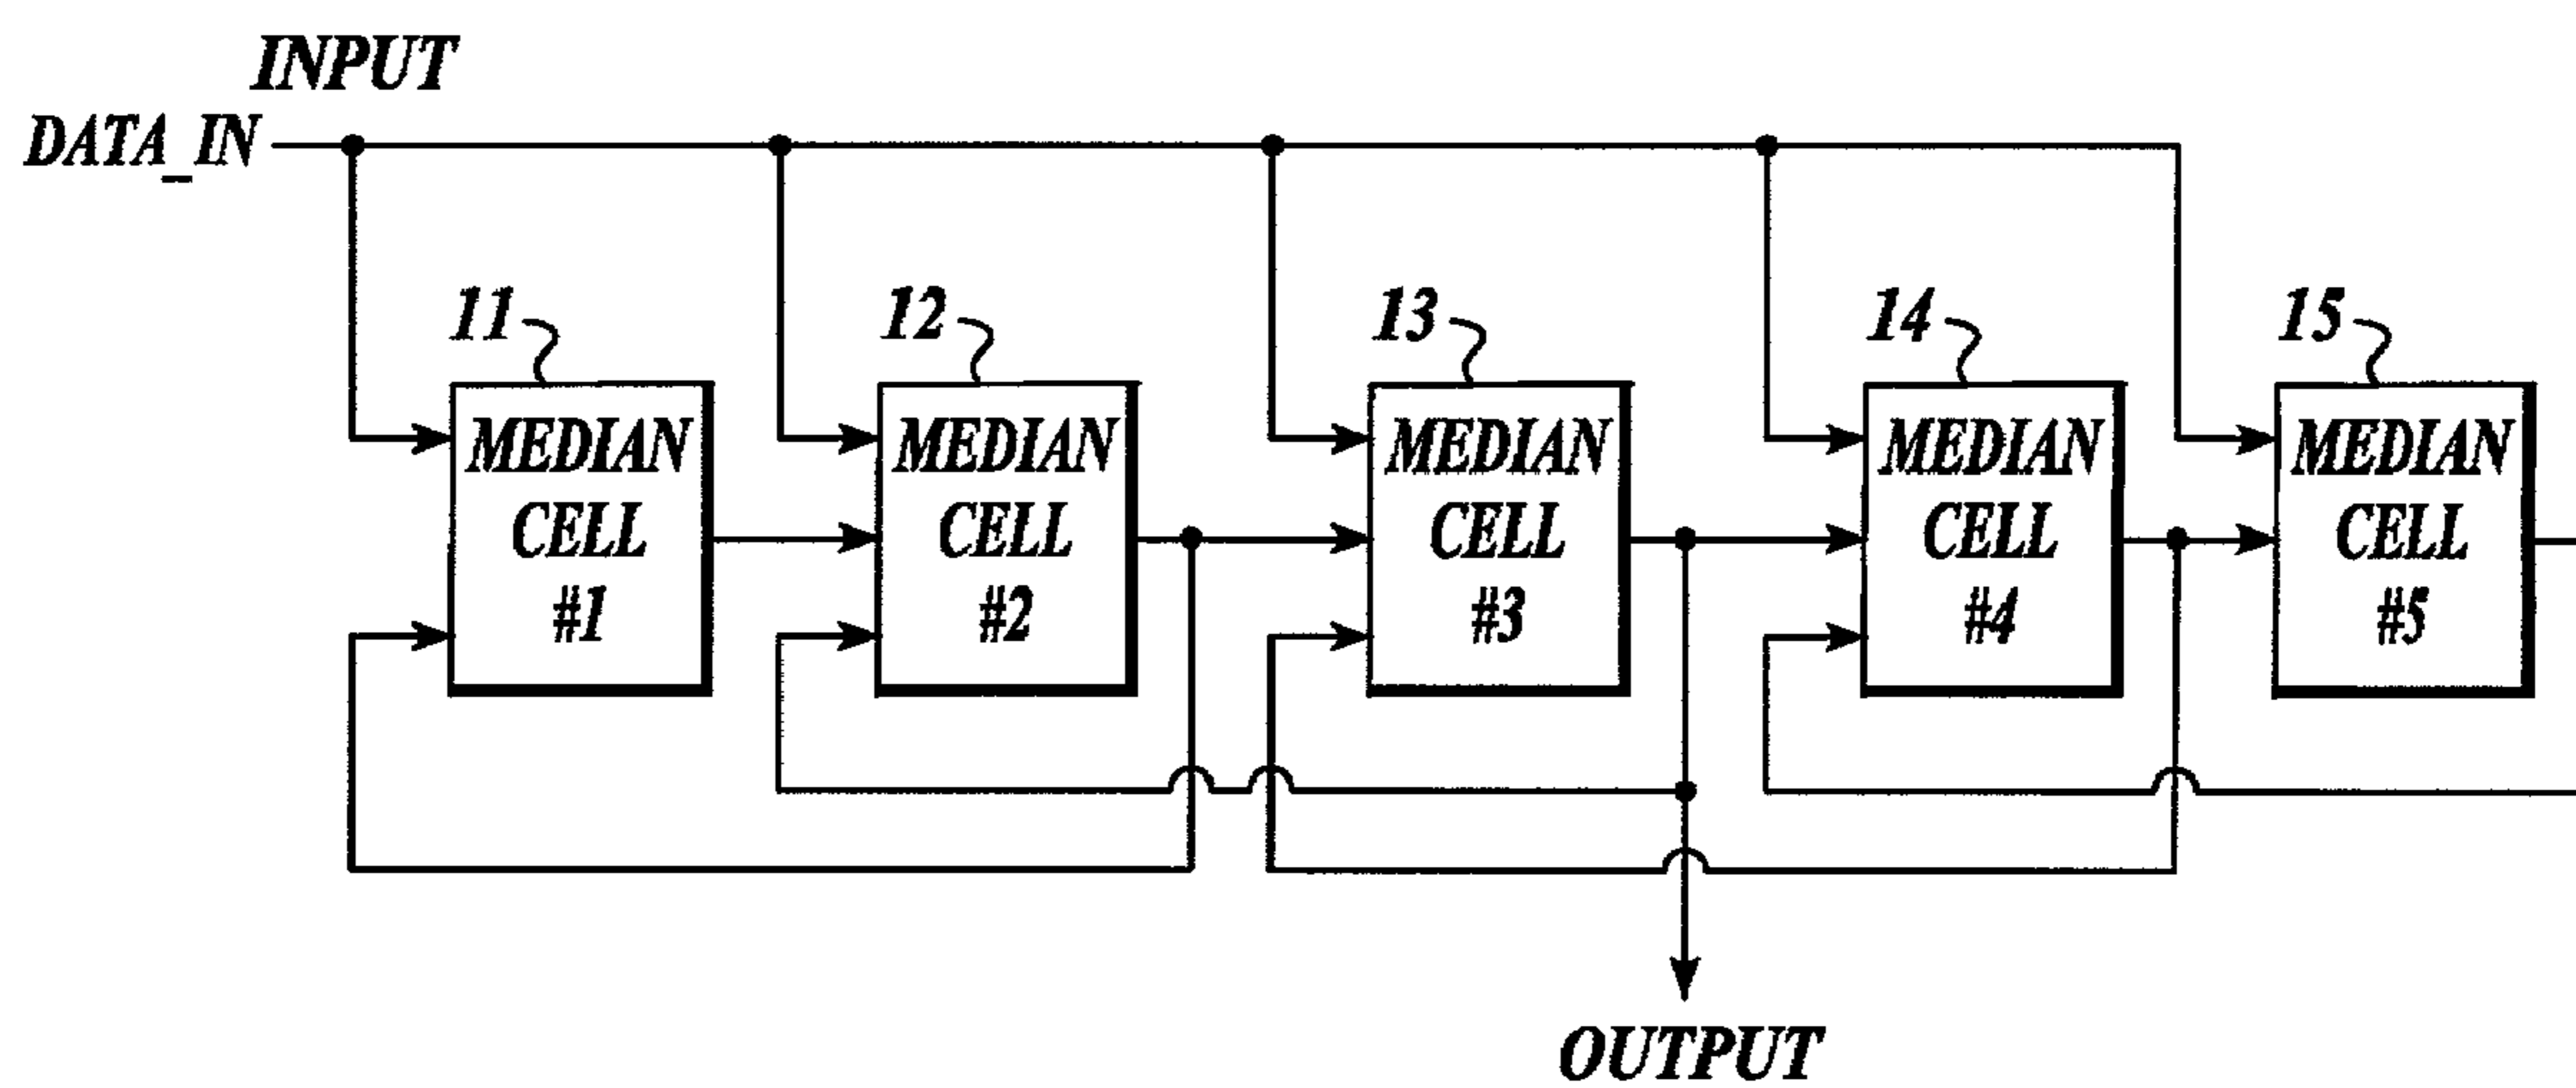 INPUT
DATA_IN
11
12
13
14
15
MEDIAN
CELL
#1
MEDIAN
CELL
#2
MEDIAN
CELL
#3
MEDIAN
CELL
#4
MEDIAN
CELL
#5
OUTPUT